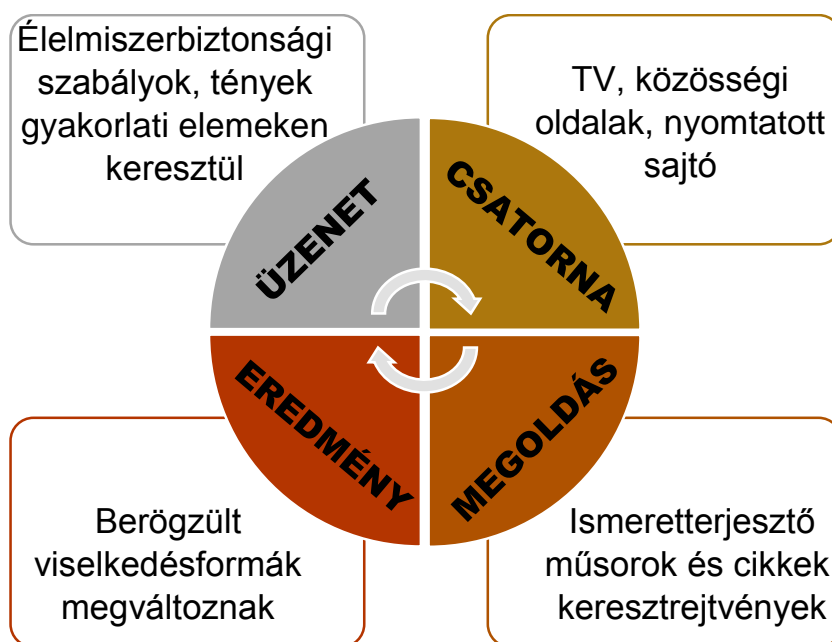 Élelmiszerbiztonsági
szabályok, tények
gyakorlati elemeken
keresztül
TV, közösségi
oldalak, nyomtatott
sajtó
ÜZENET
CSATORNA
EREDMÉNY
MEGOLDÁS
Berögzült
viselkedésformák
megváltoznak
Ismeretterjesztő
műsorok és cikkek
keresztrejtvények